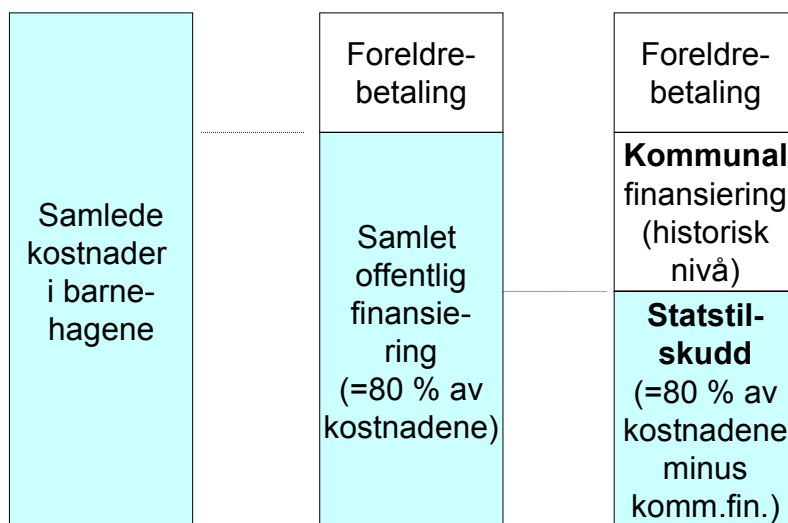 Samlede
kostnader
i barne-
hagene
Foreldre-
betaling
Samlet
offentlig
finansie-
ring
(=80 % av
kostnadene)
Foreldre-
betaling
Kommunal
finansiering
(historisk
nivå)
Statstil-
skudd
(=80 % av
kostnadene
minus
komm.fin.)